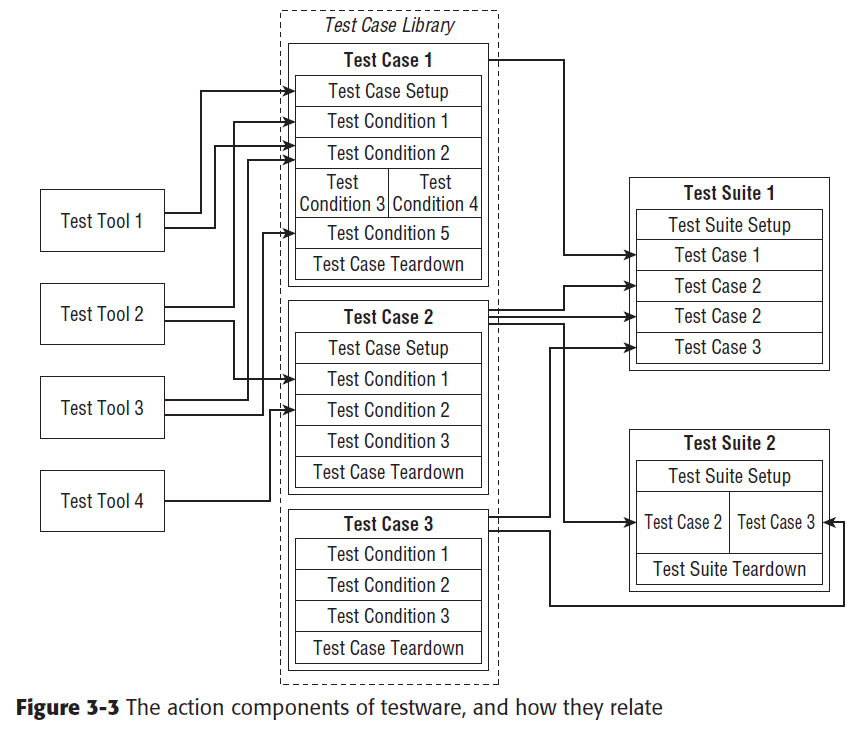 Test Case Library
Test Case 1
Test Case Setup
Test Condition 1
Test Condition 2
Test
Condition 3
Test
Condition 4
Test Condition 5
Test Case Teardown
Test Tool 1
Test Tool 2
Test Tool 3
Test Tool 4
Test Case 2
Test Case Setup
Test Condition 1
Test Condition 2
Test Condition 3
Test Case Teardown
Test Case 3
Test Condition 1
Test Condition 2
Test Condition 3
Test Case Teardown
Test Suite 1
Test Suite Setup
Test Case 1
Test Case 2
Test Case 2
Test Case 3
Test Suite 2
Test Suite Setup
Test Case 2
Test Case 3
Test Suite Teardown
Figure 3-3 The action components of testware, and how they relate